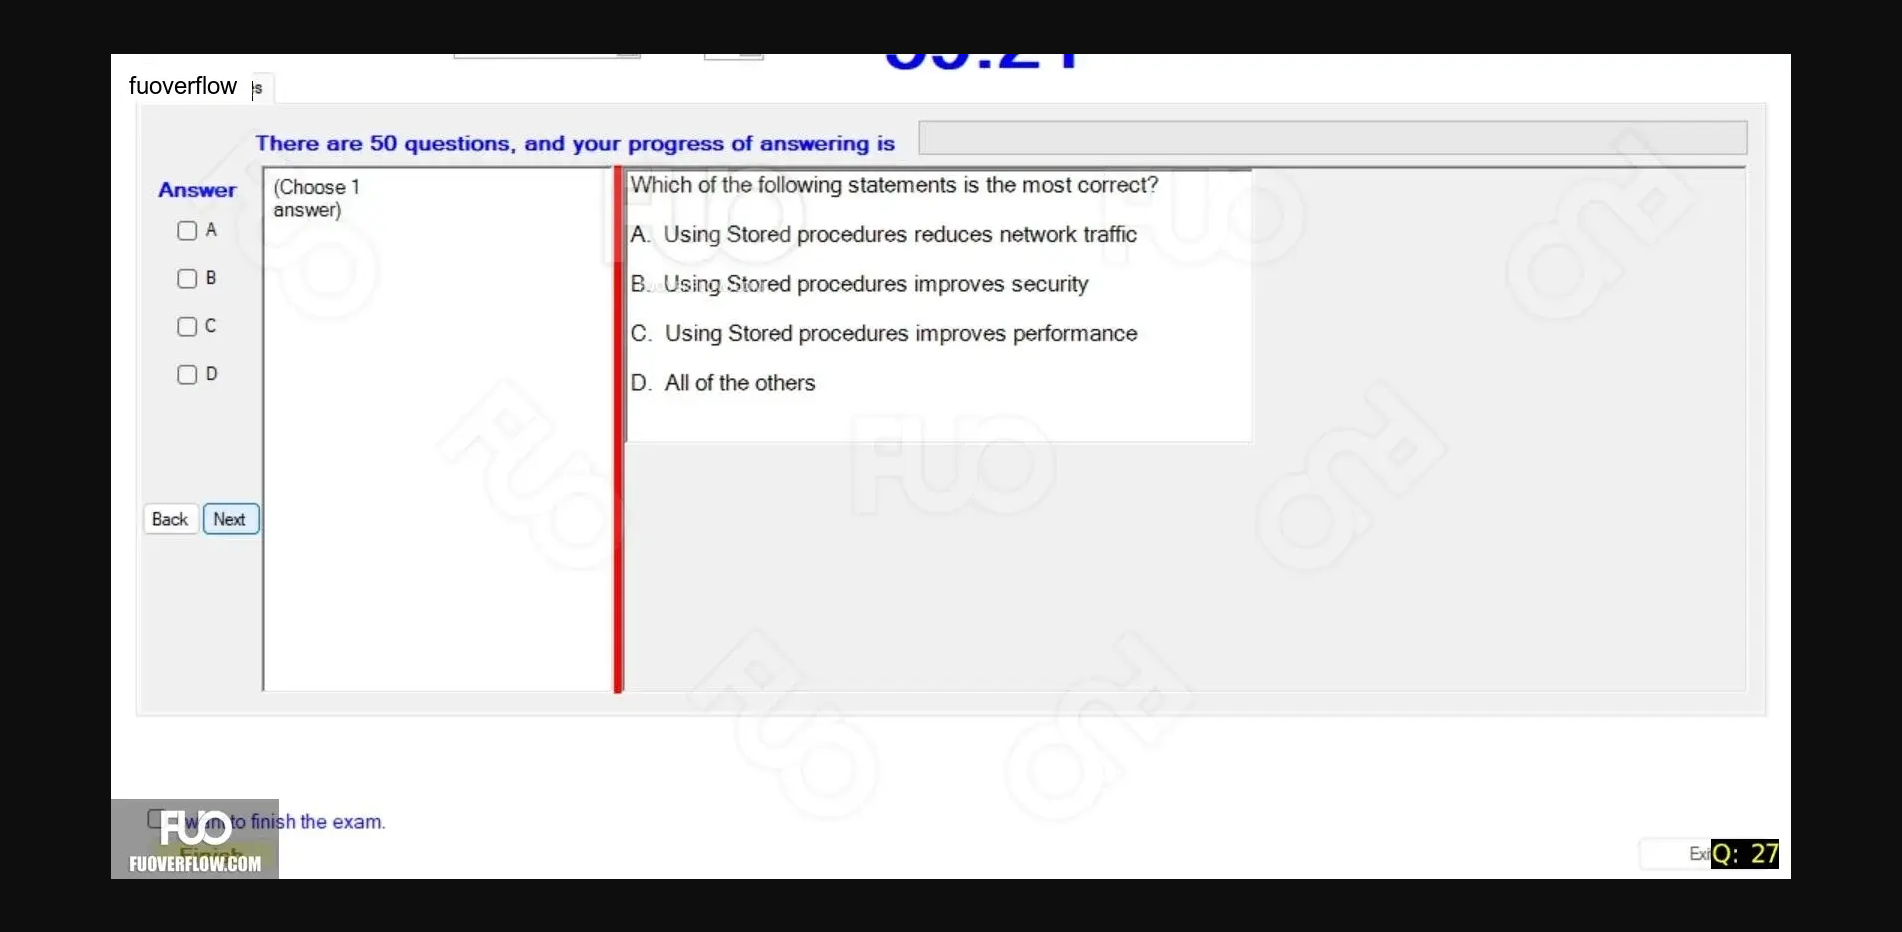 fuoverflow
There are 50 questions, and your progress of answering is
Answer
(Choose 1
answer)
A
B
C
D
Which of the following statements is the most correct?
A. Using Stored procedures reduces network traffic
B. Using Stored procedures improves security
C. Using Stored procedures improves performance
D. All of the others
Back
Next
FUO
want to finish the exam.
Finish
FUOVERFLOW.COM
Q: 27